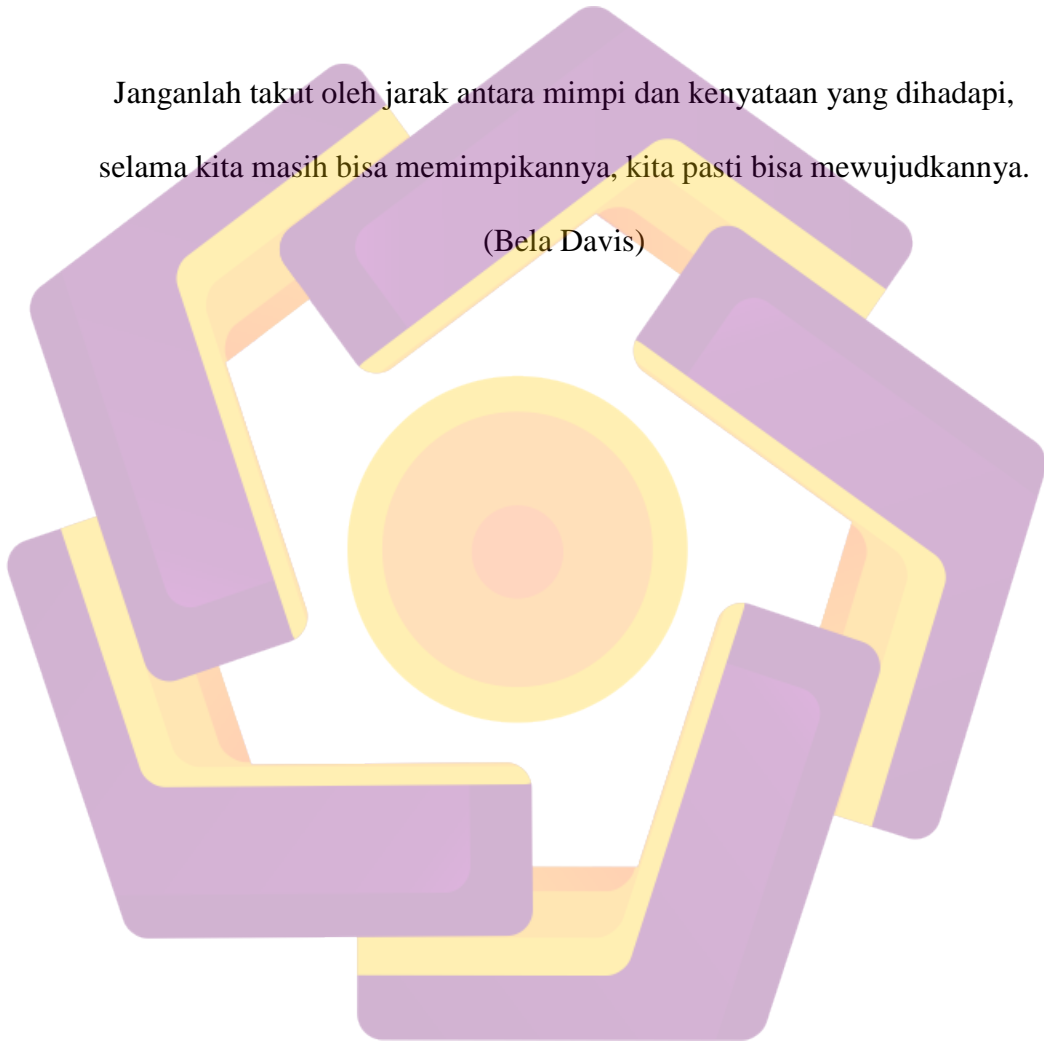 Janganlah takut oleh jarak antara mimpi dan kenyataan yang dihadapi,
selama kita masih bisa memimpikannya, kita pasti bisa mewujudkannya.
(Bela Davis)